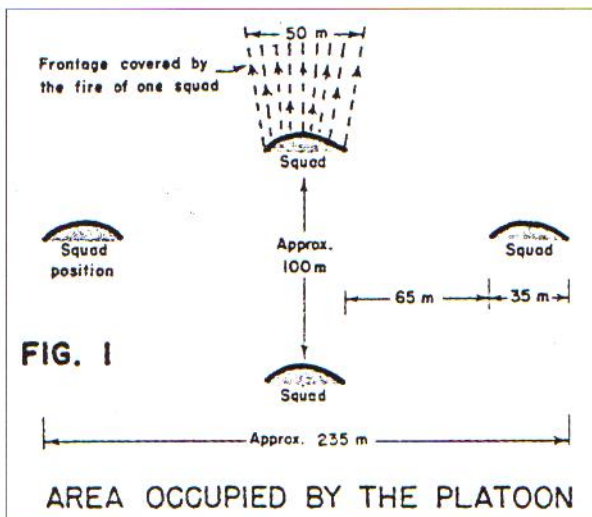 50 m
Frontage covered by
the fire of one squad
Squad
Squad
position
Approx.
100 m
Squad
65 m
35 m
FIG. 1
Squad
Approx. 235 m
AREA OCCUPIED BY THE PLATOON